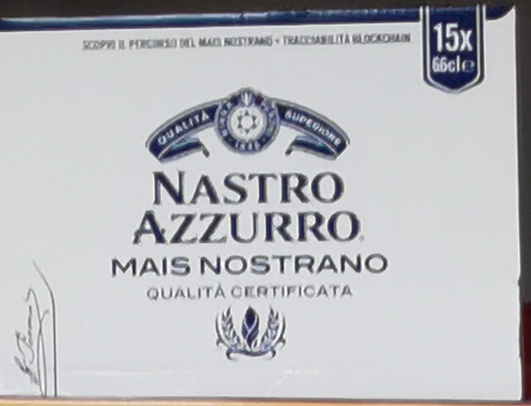 SCOPRI IL PERCORSO DEL MAIS NOSTRANO • TRACCIABILITÀ BLOCKCHAIN
15x
66cl e
QUALITÀ SUPERIORE
NASTRO
AZZURRO
MAIS NOSTRANO
QUALITÀ CERTIFICATA